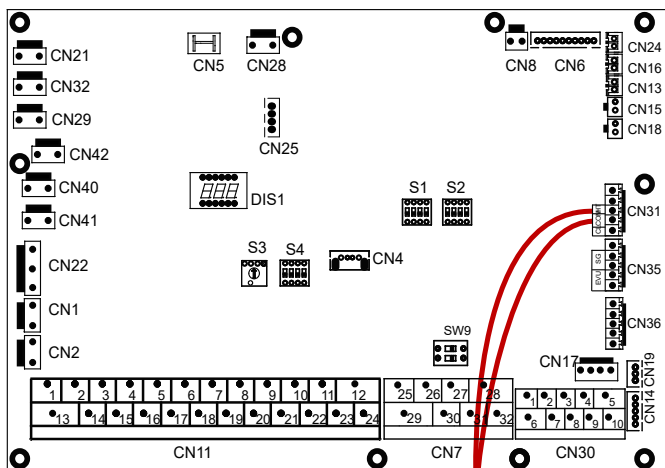 CN21
CN5
CN28
CN8
CN6
CN24
CN16
CN13
CN15
CN18
CN32
CN29
CN25
CN42
CN40
CN41
DIS1
S1
S2
CN31
CN22
S3
S4
CN4
SG
EVU
CN35
CN1
CN2
SW9
CN36
CN17
CN19
CN14
1 2 3 4 5 6 7 8 9 10 11 12
13 14 15 16 17 18 19 20 21 22 23 24
25 26 27 28
29 30 31 32
1 2 3 4 5
6 7 8 9 10
CN11
CN7
CN30